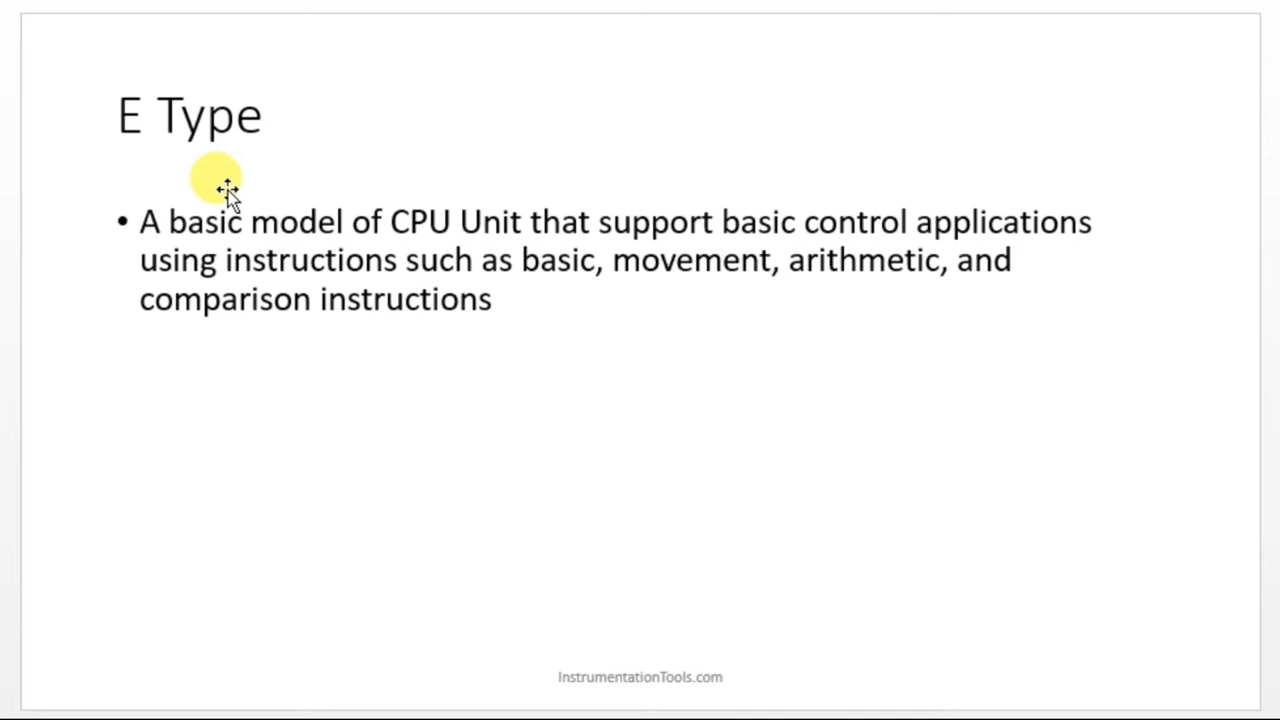 E Type
• A basic model of CPU Unit that support basic control applications
using instructions such as basic, movement, arithmetic, and
comparison instructions
InstrumentationTools.com